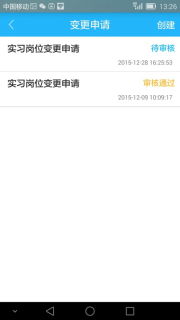 中国移动 13:26
变更申请 创建
实习岗位变更申请 待审核
2015-12-28 16:25:53
实习岗位变更申请 审核通过
2015-12-09 10:09:17